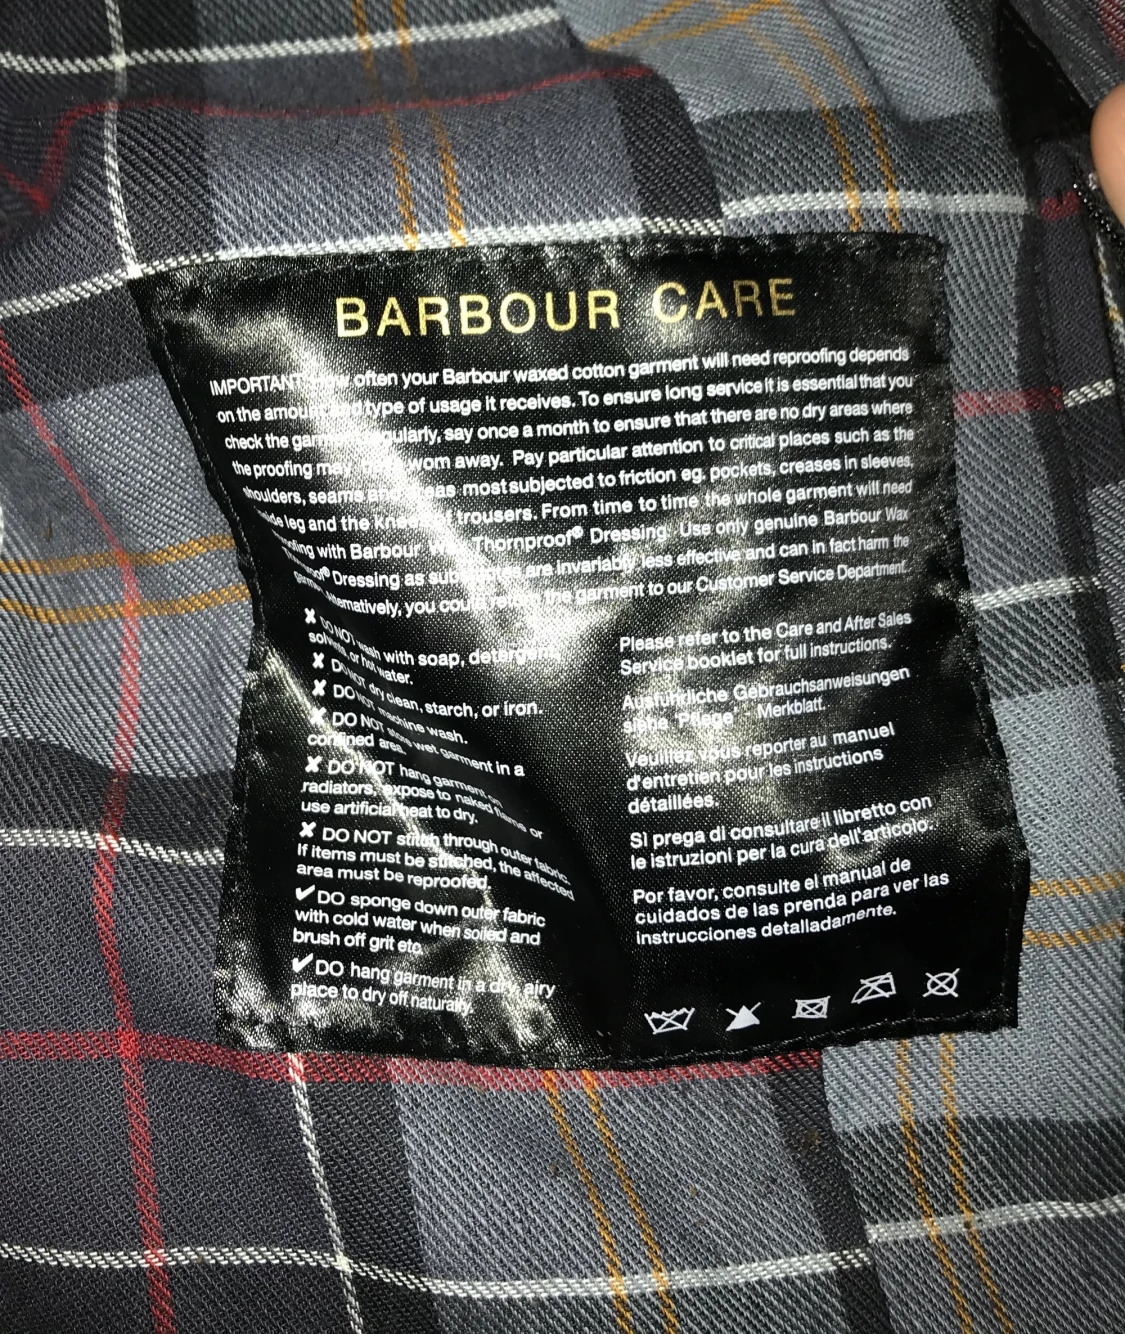 BARBOUR CARE
IMPORTANT often your Barbour waxed cotton garment will need reproofing depends
on the amount and type of usage it receives. To ensure long service it is essential that you
check the garment regularly, say once a month to ensure that there are no dry areas where
the proofing may worn away. Pay particular attention to critical places such as the
shoulders, seams and areas most subjected to friction eg. pockets, creases in sleeves,
leg and the knees of trousers. From time to time the whole garment will need
with Barbour Thornproof® Dressing. Use only genuine Barbour Wax
Dressing as substitutes are invariably less effective and can in fact harm the
Alternatively, you could return the garment to our Customer Service Department.
✘ DO NOT wash with soap, detergent
solvents, or hot water.
✘ DO NOT dry clean, starch, or iron.
✘ DO NOT machine wash.
✘ DO NOT store wet garment in a
confined area.
✘ DO NOT hang garment on
radiators, expose to naked flame or
use artificial heat to dry.
✘ DO NOT stitch through outer fabric.
If items must be stitched, the affected
area must be reproofed.
✔ DO sponge down outer fabric
with cold water when soiled and
brush off grit etc.
✔ DO hang garment in a dry, airy
place to dry off naturally.
Please refer to the Care and After Sales
Service booklet for full instructions.
Ausführliche Gebrauchsanweisungen
siehe "Pflege" Merkblatt.
Veuillez vous reporter au manuel
d'entretien pour les instructions
détaillées.
Si prega di consultare il libretto con
le istruzioni per la cura dell'articolo.
Por favor, consulte el manual de
cuidados de las prenda para ver las
instrucciones detalladamente.